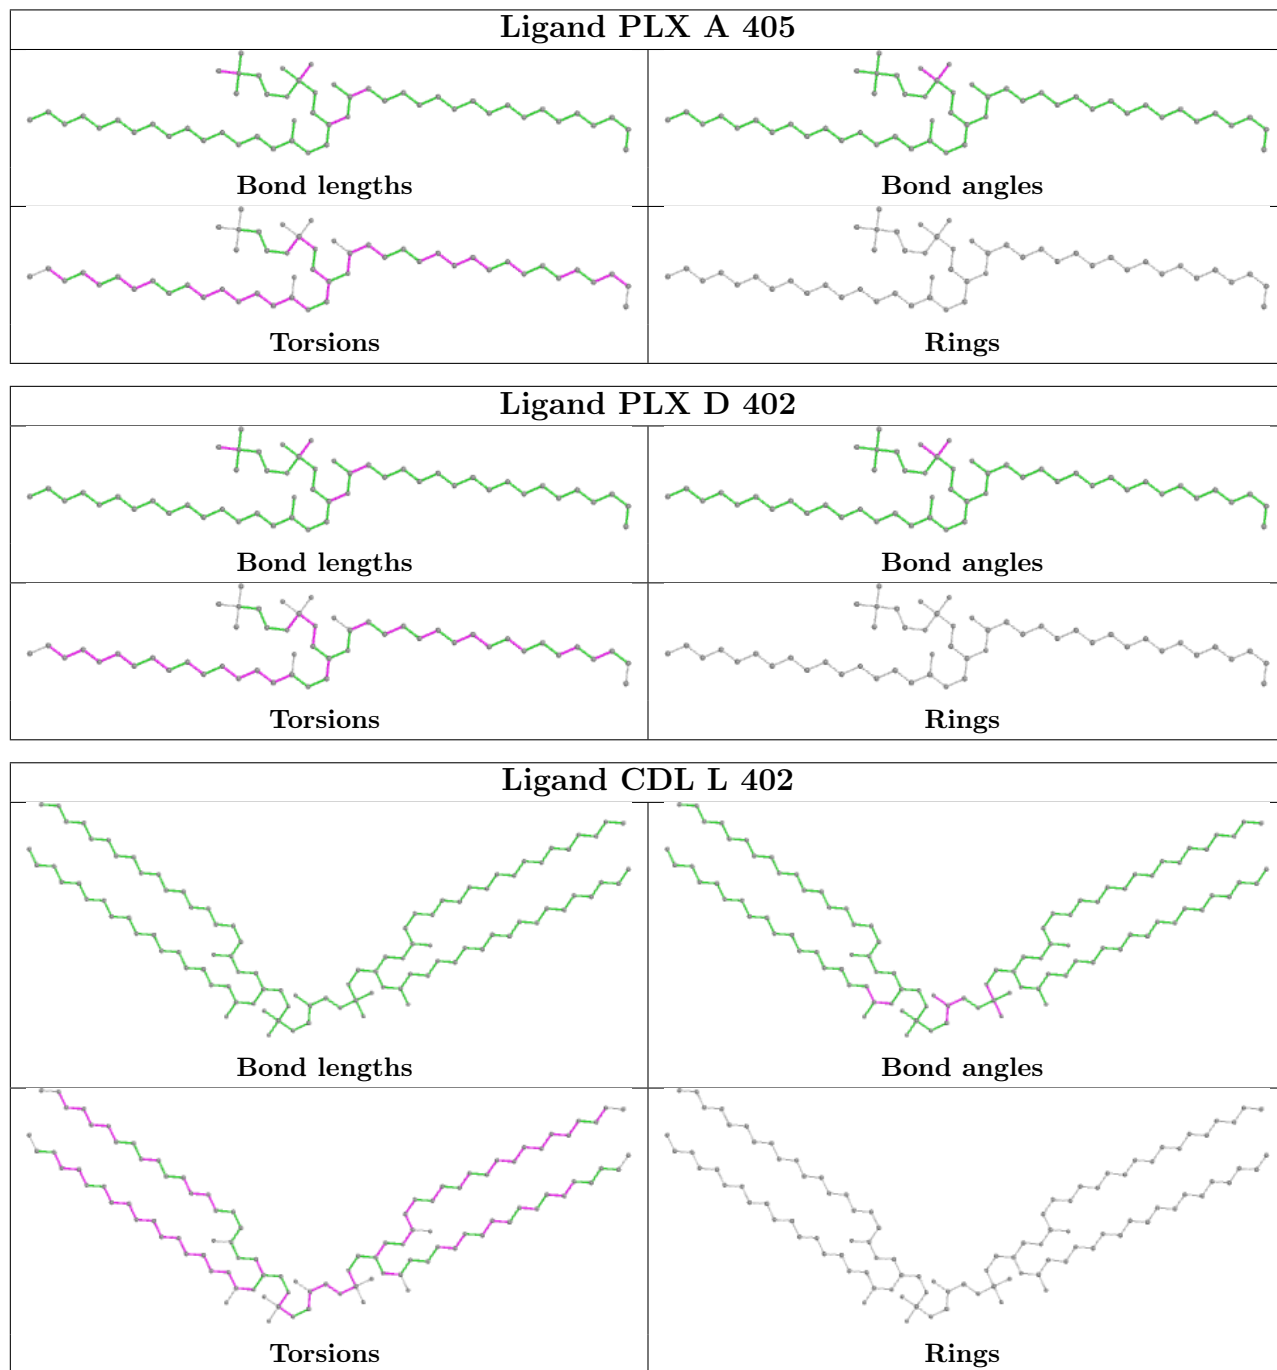 Ligand PLX A 405
Bond lengths
Bond angles
Torsions
Rings
Ligand PLX D 402
Bond lengths
Bond angles
Torsions
Rings
Ligand CDL L 402
Bond lengths
Bond angles
Torsions
Rings